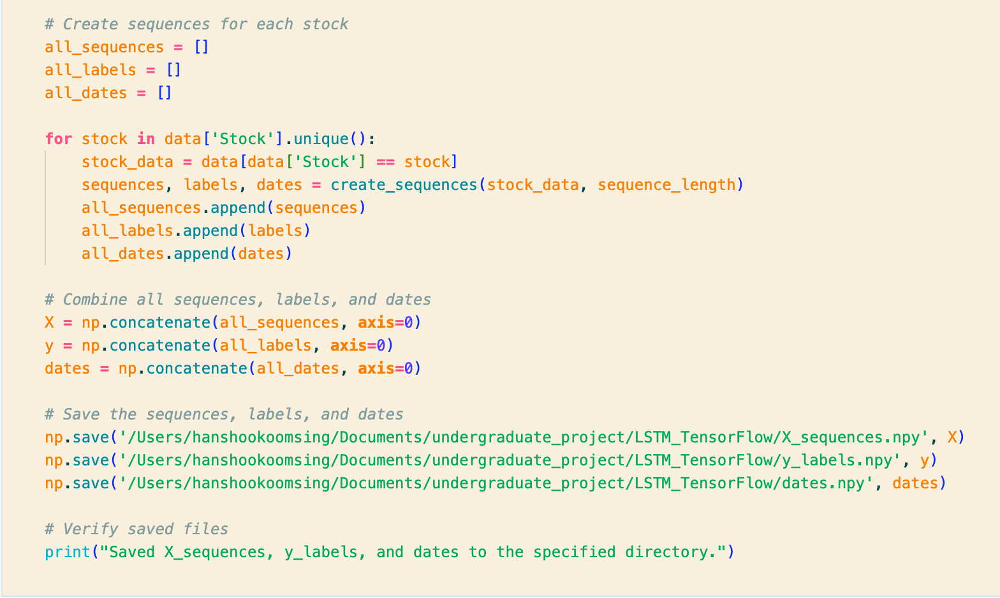 # Create sequences for each stock
all_sequences = []
all_labels = []
all_dates = []
for stock in data['Stock'].unique():
    stock_data = data[data['Stock'] == stock]
    sequences, labels, dates = create_sequences(stock_data, sequence_length)
    all_sequences.append(sequences)
    all_labels.append(labels)
    all_dates.append(dates)
# Combine all sequences, labels, and dates
X = np.concatenate(all_sequences, axis=0)
y = np.concatenate(all_labels, axis=0)
dates = np.concatenate(all_dates, axis=0)
# Save the sequences, labels, and dates
np.save('/Users/hanshookoomsing/Documents/undergraduate_project/LSTM_TensorFlow/X_sequences.npy', X)
np.save('/Users/hanshookoomsing/Documents/undergraduate_project/LSTM_TensorFlow/y_labels.npy', y)
np.save('/Users/hanshookoomsing/Documents/undergraduate_project/LSTM_TensorFlow/dates.npy', dates)
# Verify saved files
print("Saved X_sequences, y_labels, and dates to the specified directory.")